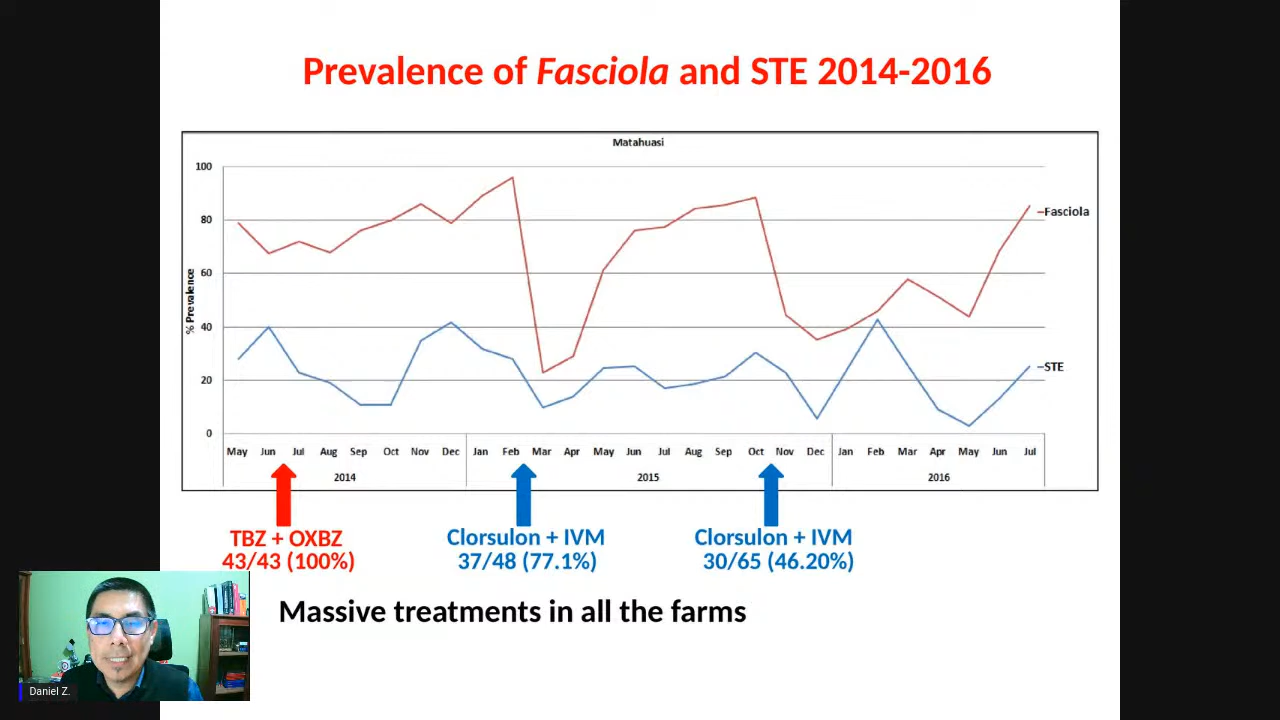 Prevalence of Fasciola and STE 2014-2016
Matahuasi
% Prevalence
100
80
60
40
20
0
Fasciola
STE
May Jun Jul Aug Sep Oct Nov Dec Jan Feb Mar Apr May Jun Jul Aug Sep Oct Nov Dec Jan Feb Mar Apr May Jun Jul
2014 2015 2016
TBZ + OXBZ
43/43 (100%)
Clorsulon + IVM
37/48 (77.1%)
Clorsulon + IVM
30/65 (46.20%)
Massive treatments in all the farms
Daniel Z.